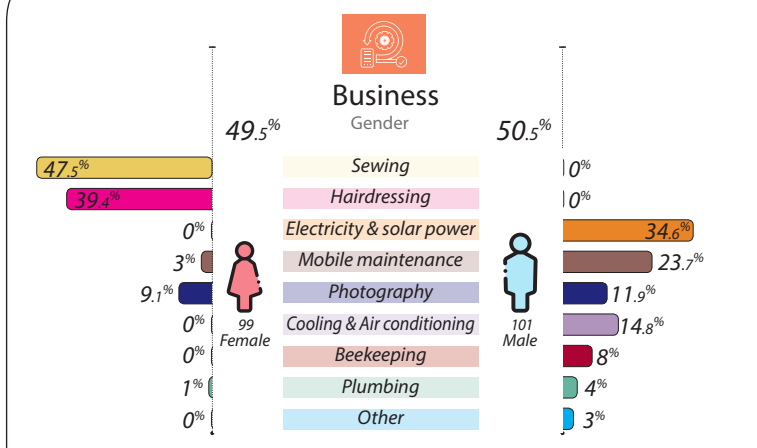 Business
Gender
49.5% 50.5%
47.5% Sewing 0%
39.4% Hairdressing 0%
0% Electricity & solar power 34.6%
3% Mobile maintenance 23.7%
9.1% Photography 11.9%
0% Cooling & Air conditioning 14.8%
99 Female
101 Male
0% Beekeeping 8%
1% Plumbing 4%
0% Other 3%